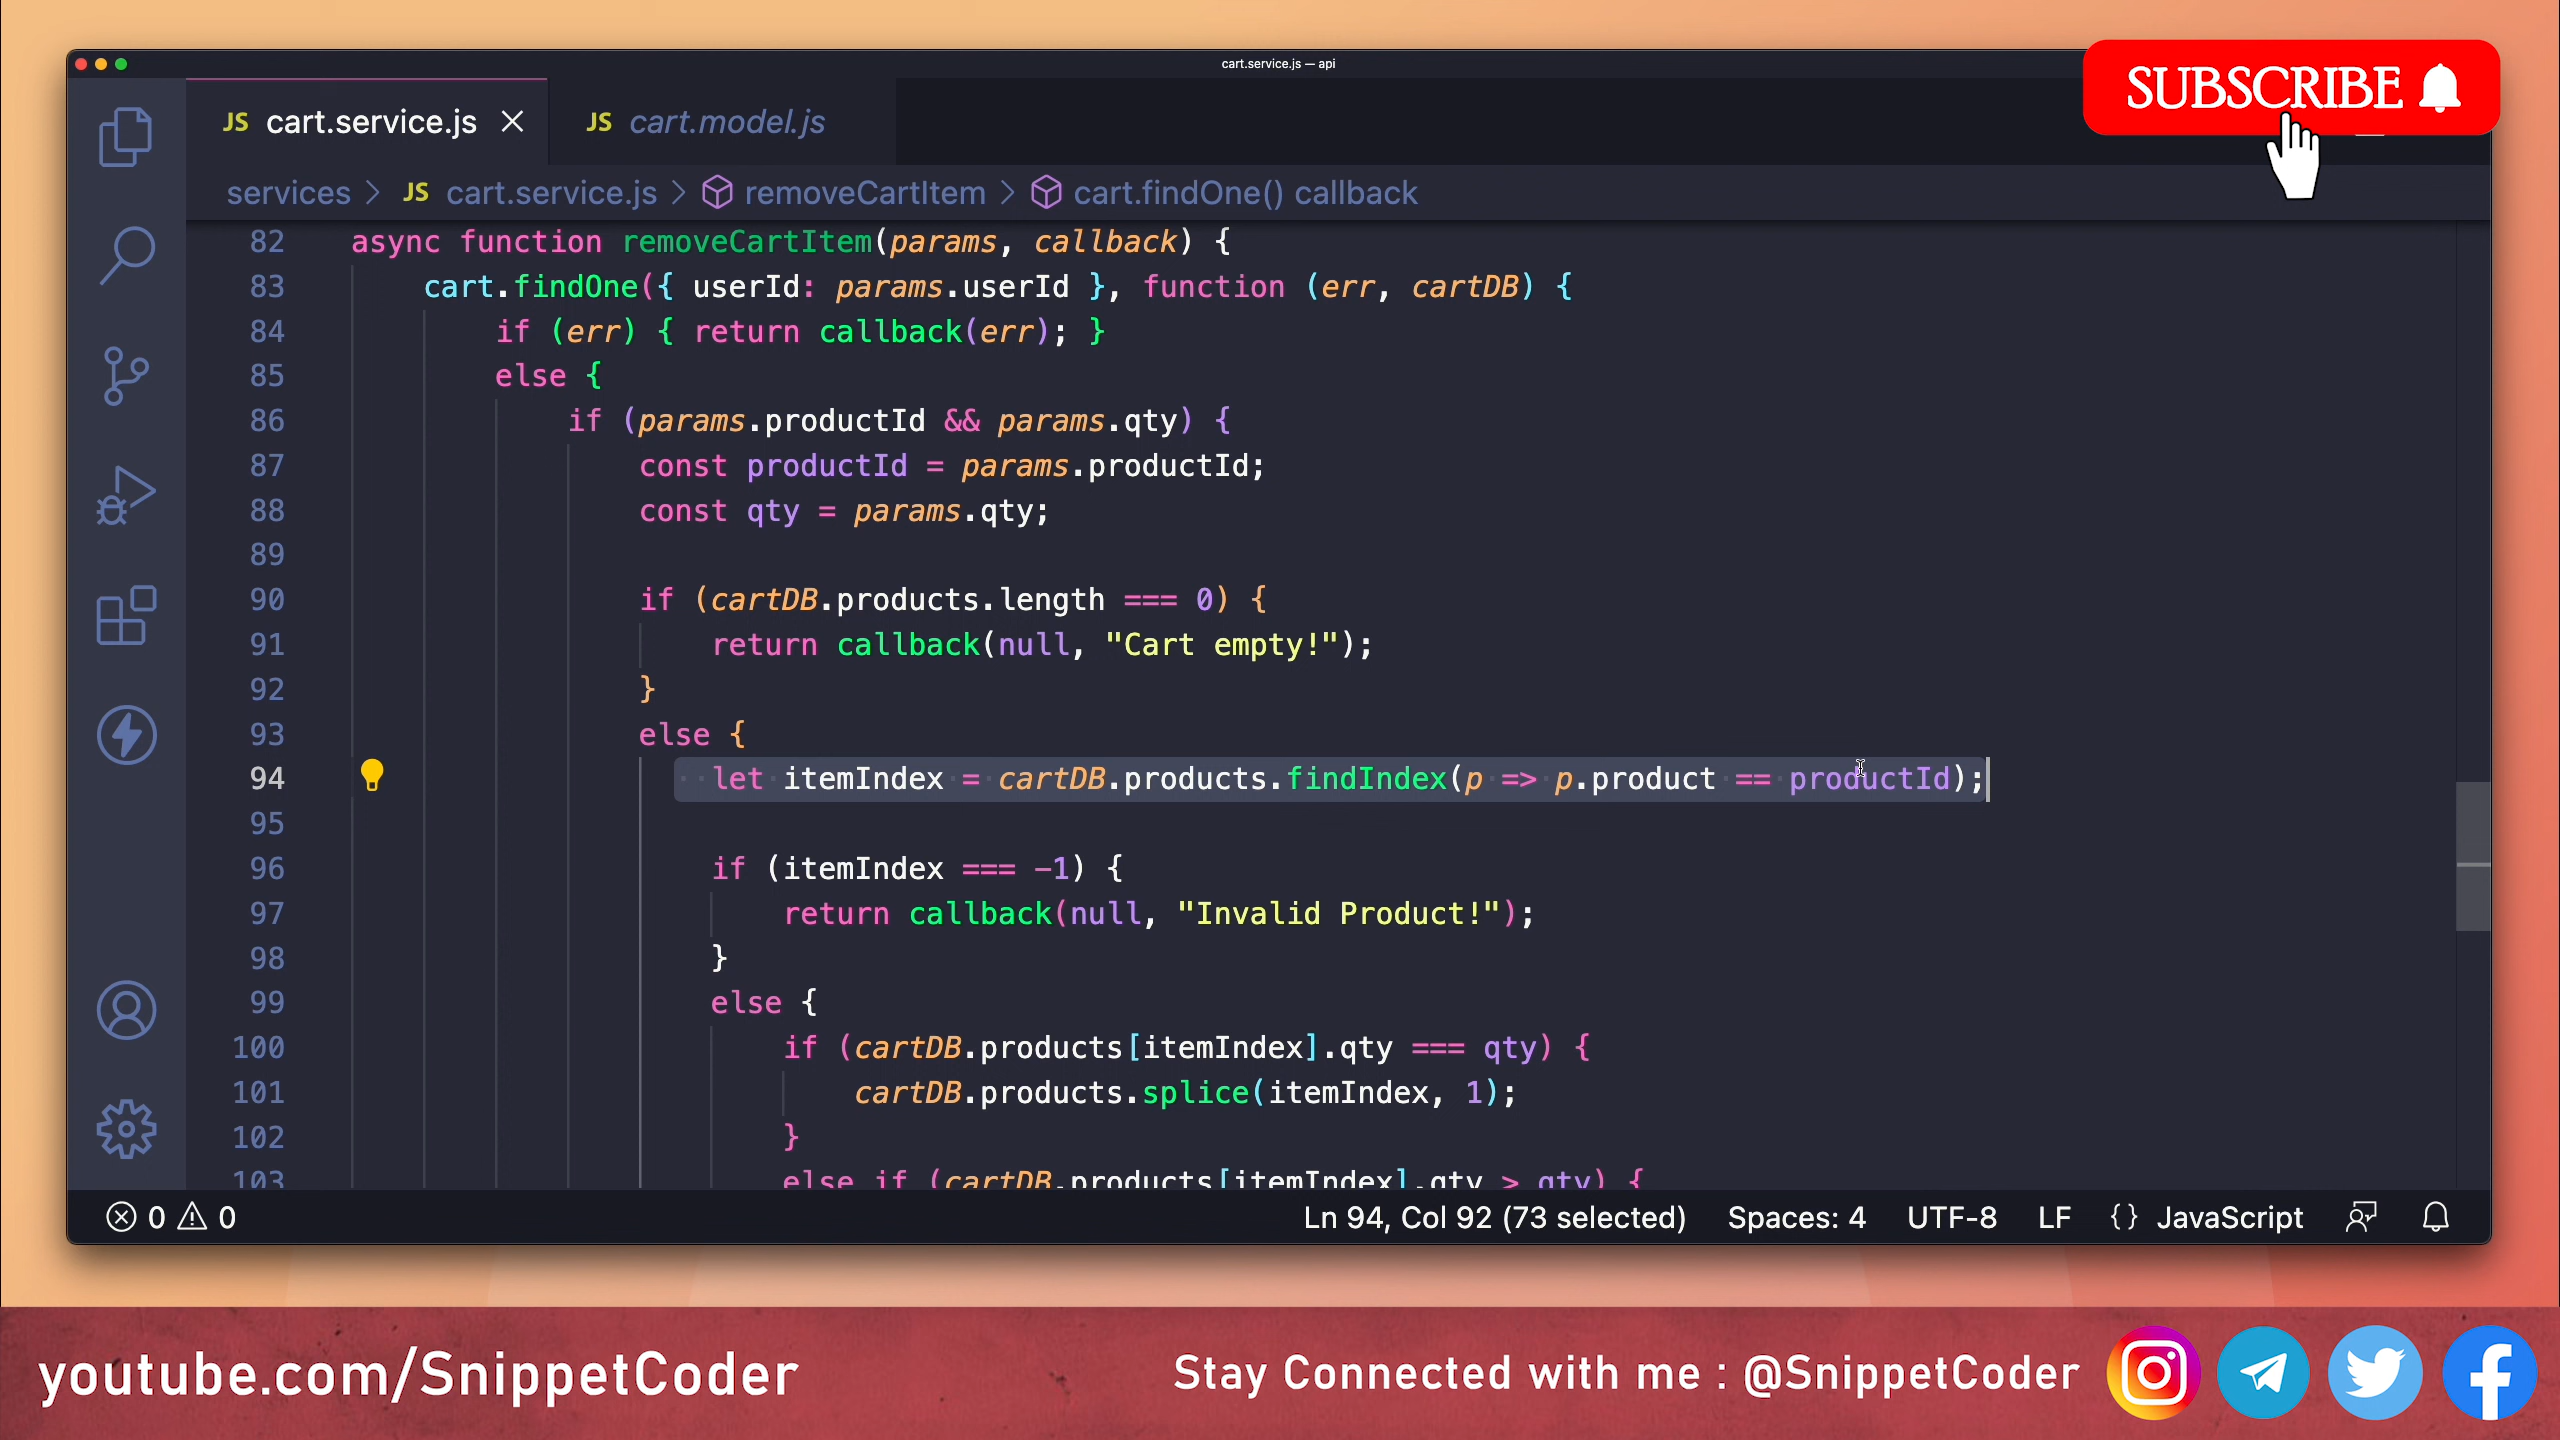 cart.service.js — api
SUBSCRIBE
JS cart.service.js
JS cart.model.js
services > JS cart.service.js > removeCartItem > cart.findOne() callback
82 async function removeCartItem(params, callback) {
83 cart.findOne({ userId: params.userId }, function (err, cartDB) {
84 if (err) { return callback(err); }
85 else {
86 if (params.productId && params.qty) {
87 const productId = params.productId;
88 const qty = params.qty;
89
90 if (cartDB.products.length === 0) {
91 return callback(null, "Cart empty!");
92 }
93 else {
94 let itemIndex = cartDB.products.findIndex(p => p.product == productId);
95
96 if (itemIndex === -1) {
97 return callback(null, "Invalid Product!");
98 }
99 else {
100 if (cartDB.products[itemIndex].qty === qty) {
101 cartDB.products.splice(itemIndex, 1);
102 }
103 else if (cartDB.products[itemIndex].qty > qty) {
0 0 Ln 94, Col 92 (73 selected) Spaces: 4 UTF-8 LF {} JavaScript
youtube.com/SnippetCoder
Stay Connected with me : @SnippetCoder